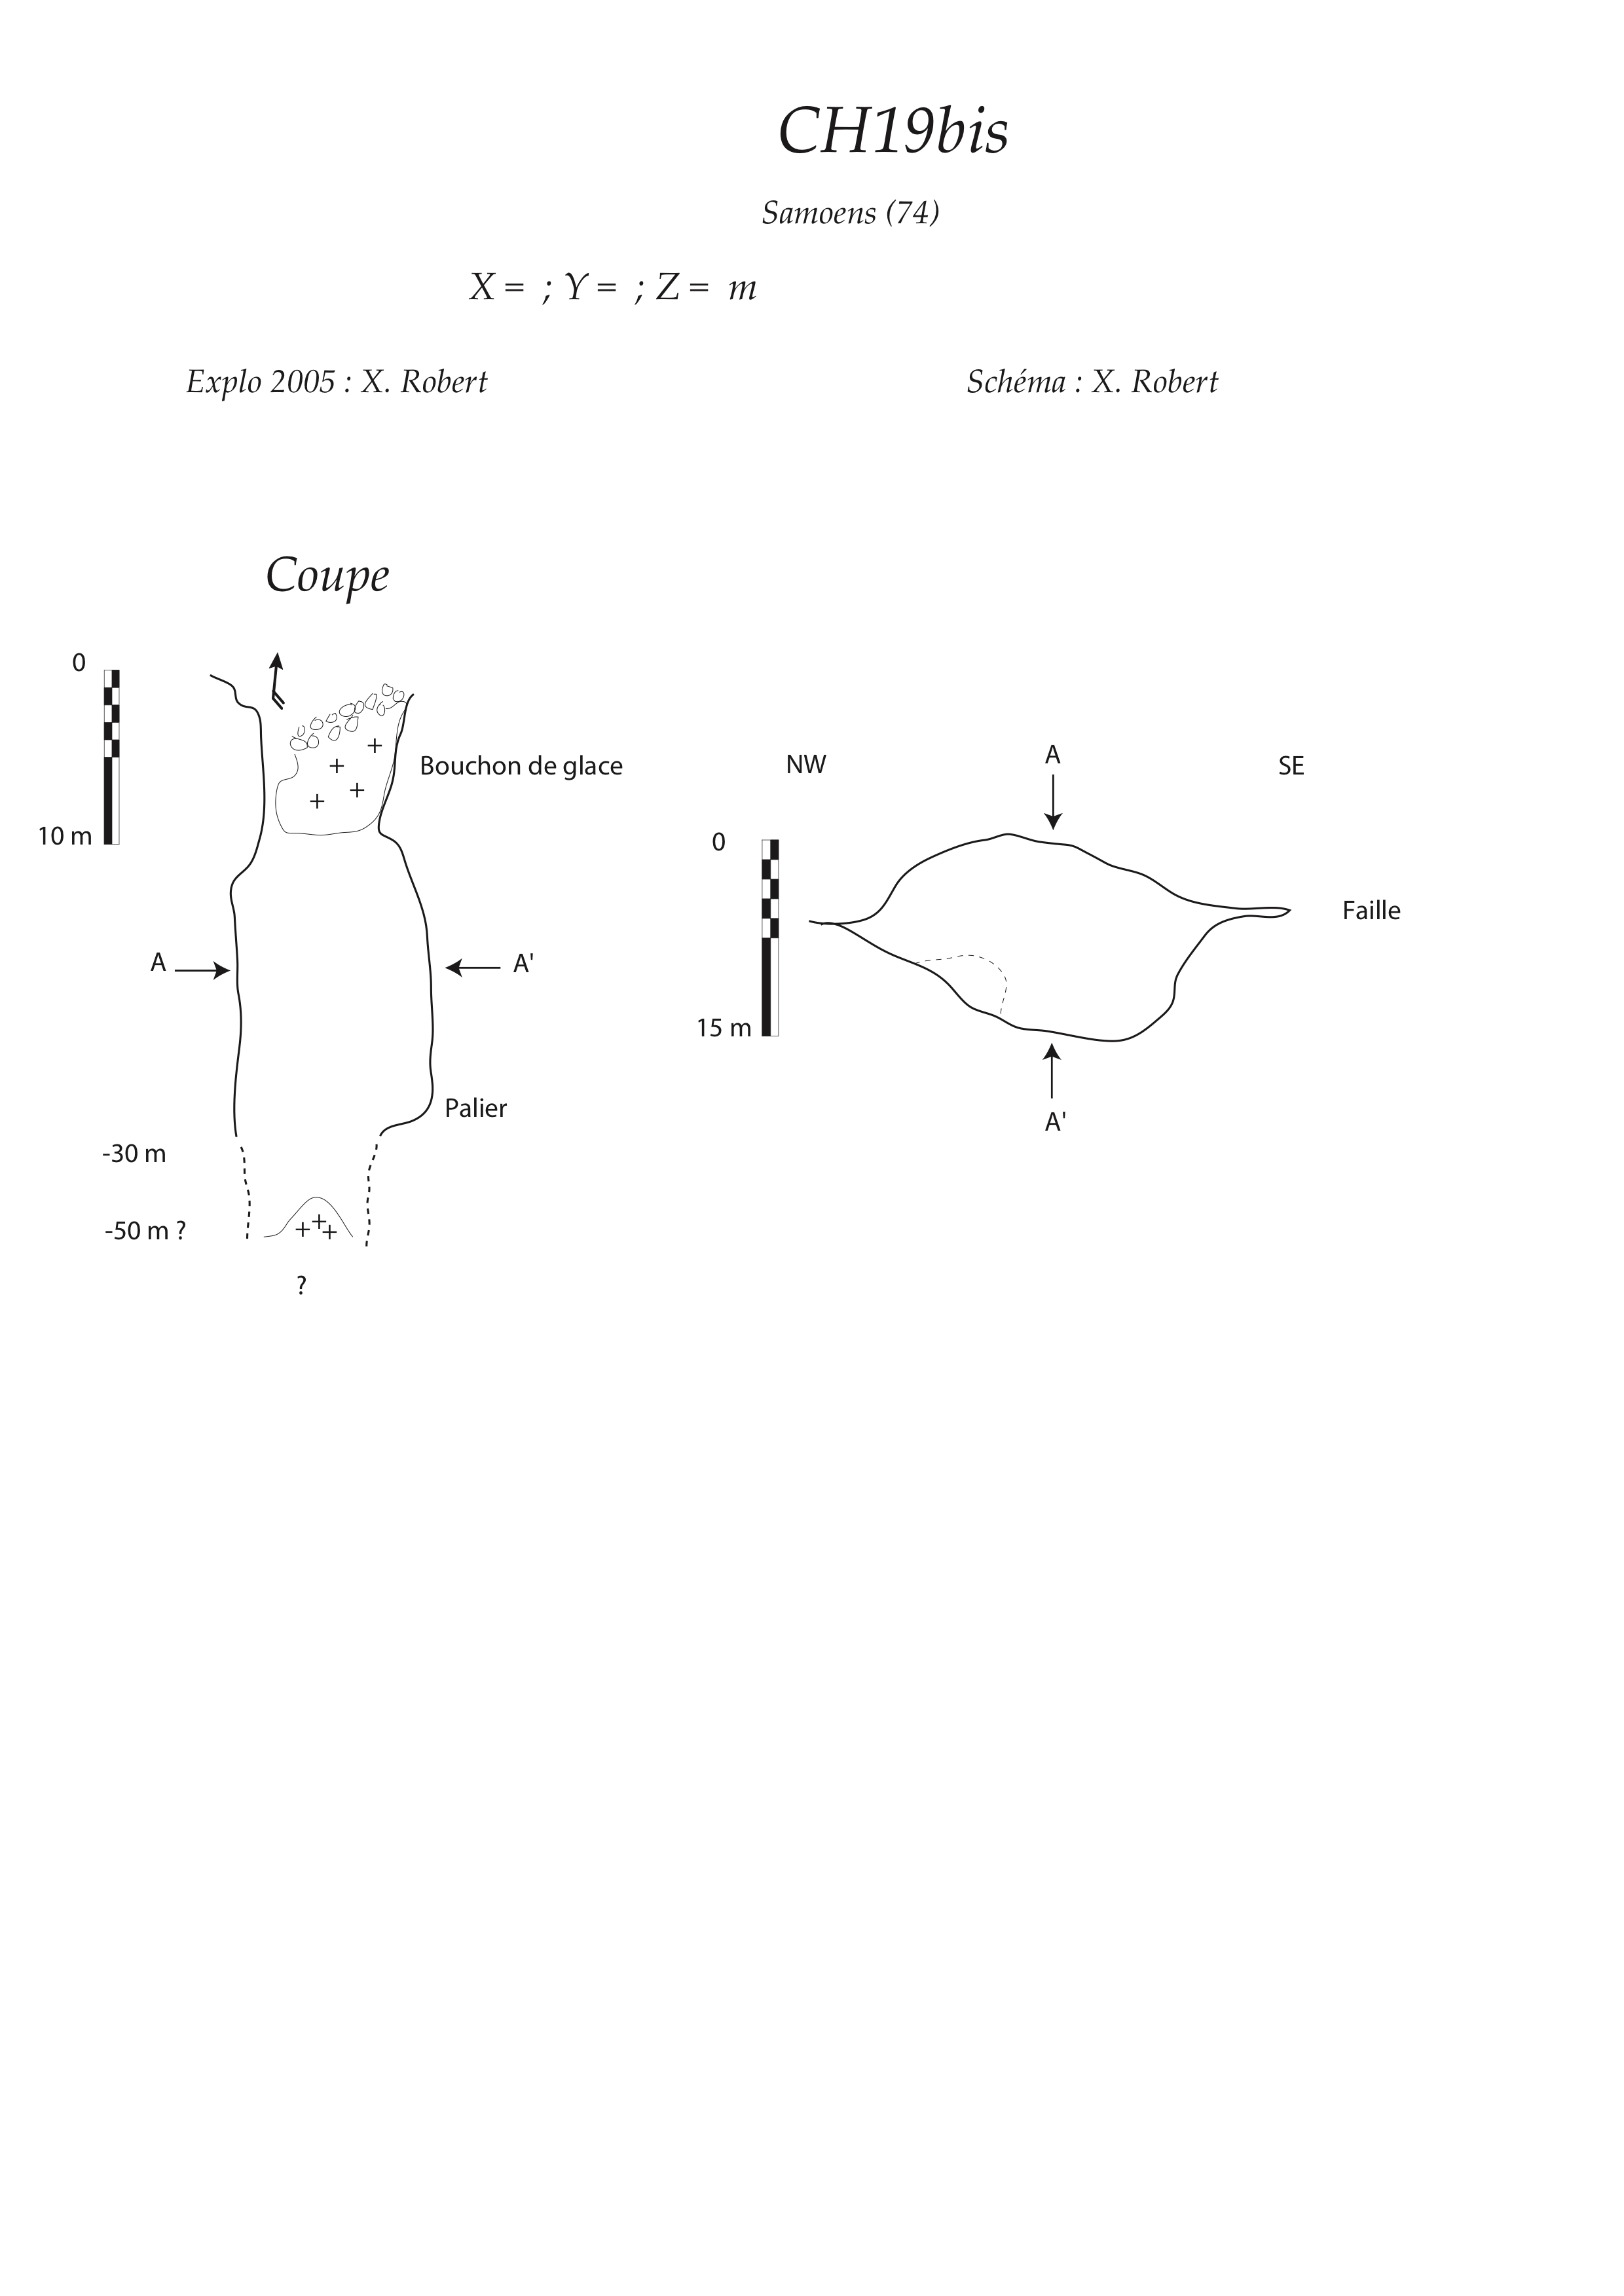 CH19bis
Samoens (74)
X = ; Y = ; Z = m
Explo 2005 : X. Robert
Schéma : X. Robert
Coupe
0
10 m
Bouchon de glace
A
A'
Palier
-30 m
-50 m ?
?
NW
A
SE
0
15 m
Faille
A'